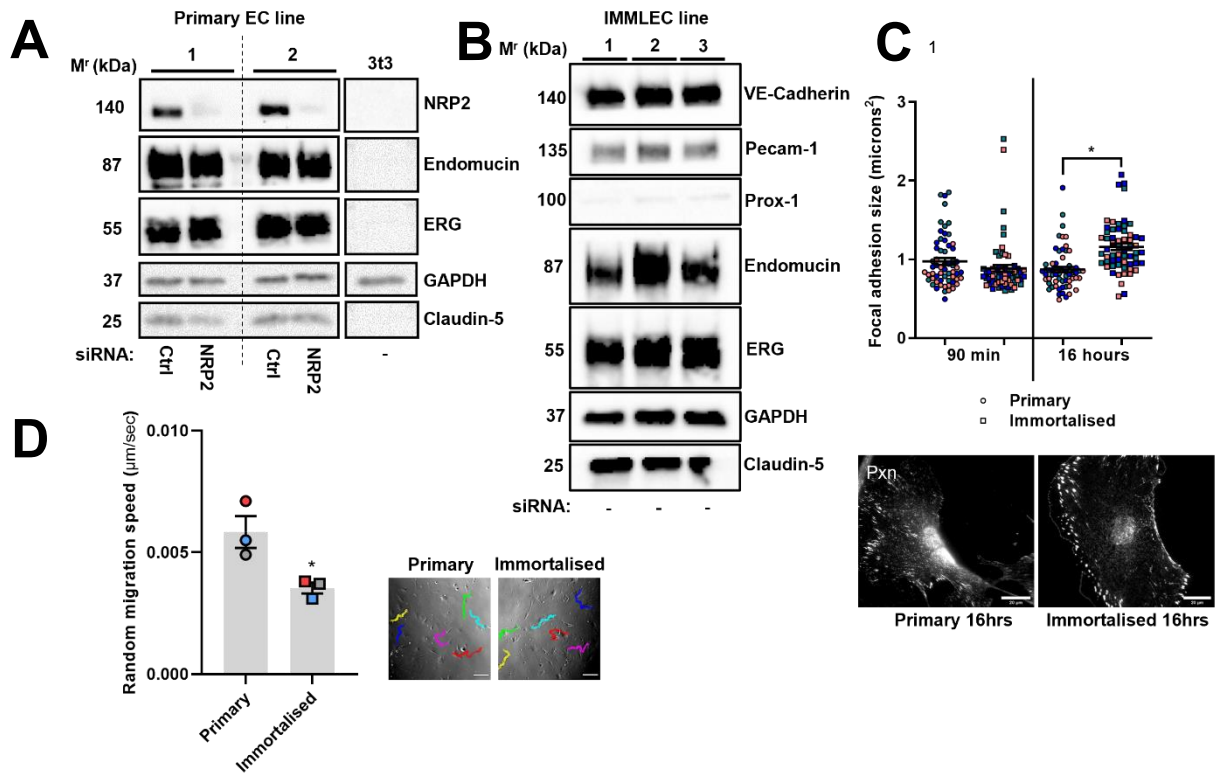 A
Primary EC line
Mʳ (kDa)
1
2
3t3
140
NRP2
87
Endomucin
55
ERG
37
GAPDH
25
Claudin-5
siRNA:
Ctrl
NRP2
Ctrl
NRP2
-
B
IMMLEC line
Mʳ (kDa)
1
2
3
140
VE-Cadherin
135
Pecam-1
100
Prox-1
87
Endomucin
55
ERG
37
GAPDH
25
Claudin-5
siRNA:
-
-
-
C
1
Focal adhesion size (microns²)
3
2
1
0
*
90 min
16 hours
Primary
Immortalised
Pxn
20 μm
Primary 16hrs
Immortalised 16hrs
D
Random migration speed (μm/sec)
0.010
0.005
0.000
*
Primary
Immortalised
Primary
Immortalised